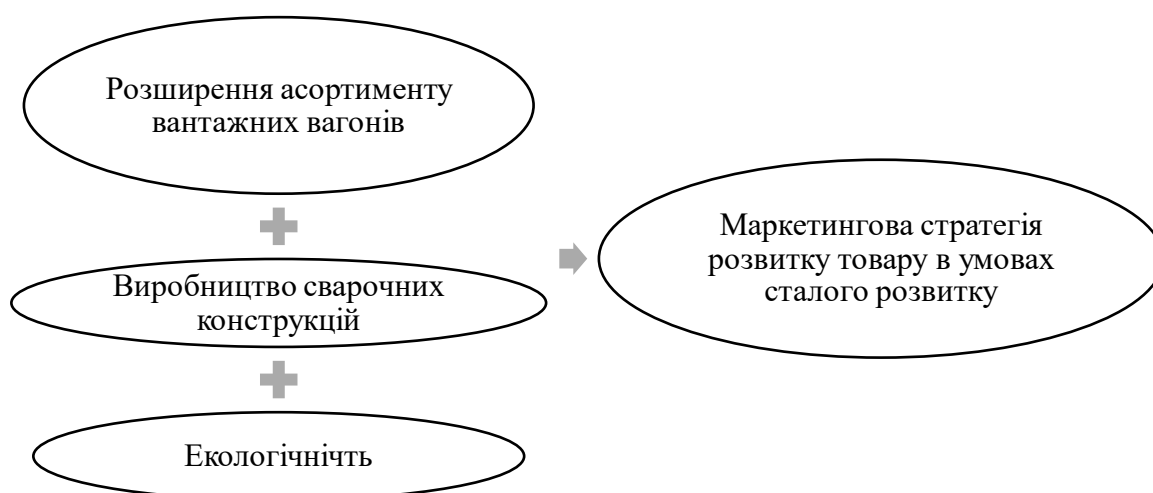 Розширення асортименту
вантажних вагонів
Виробництво сварочних
конструкцій
Екологічнічть
Маркетингова стратегія
розвитку товару в умовах
сталого розвитку